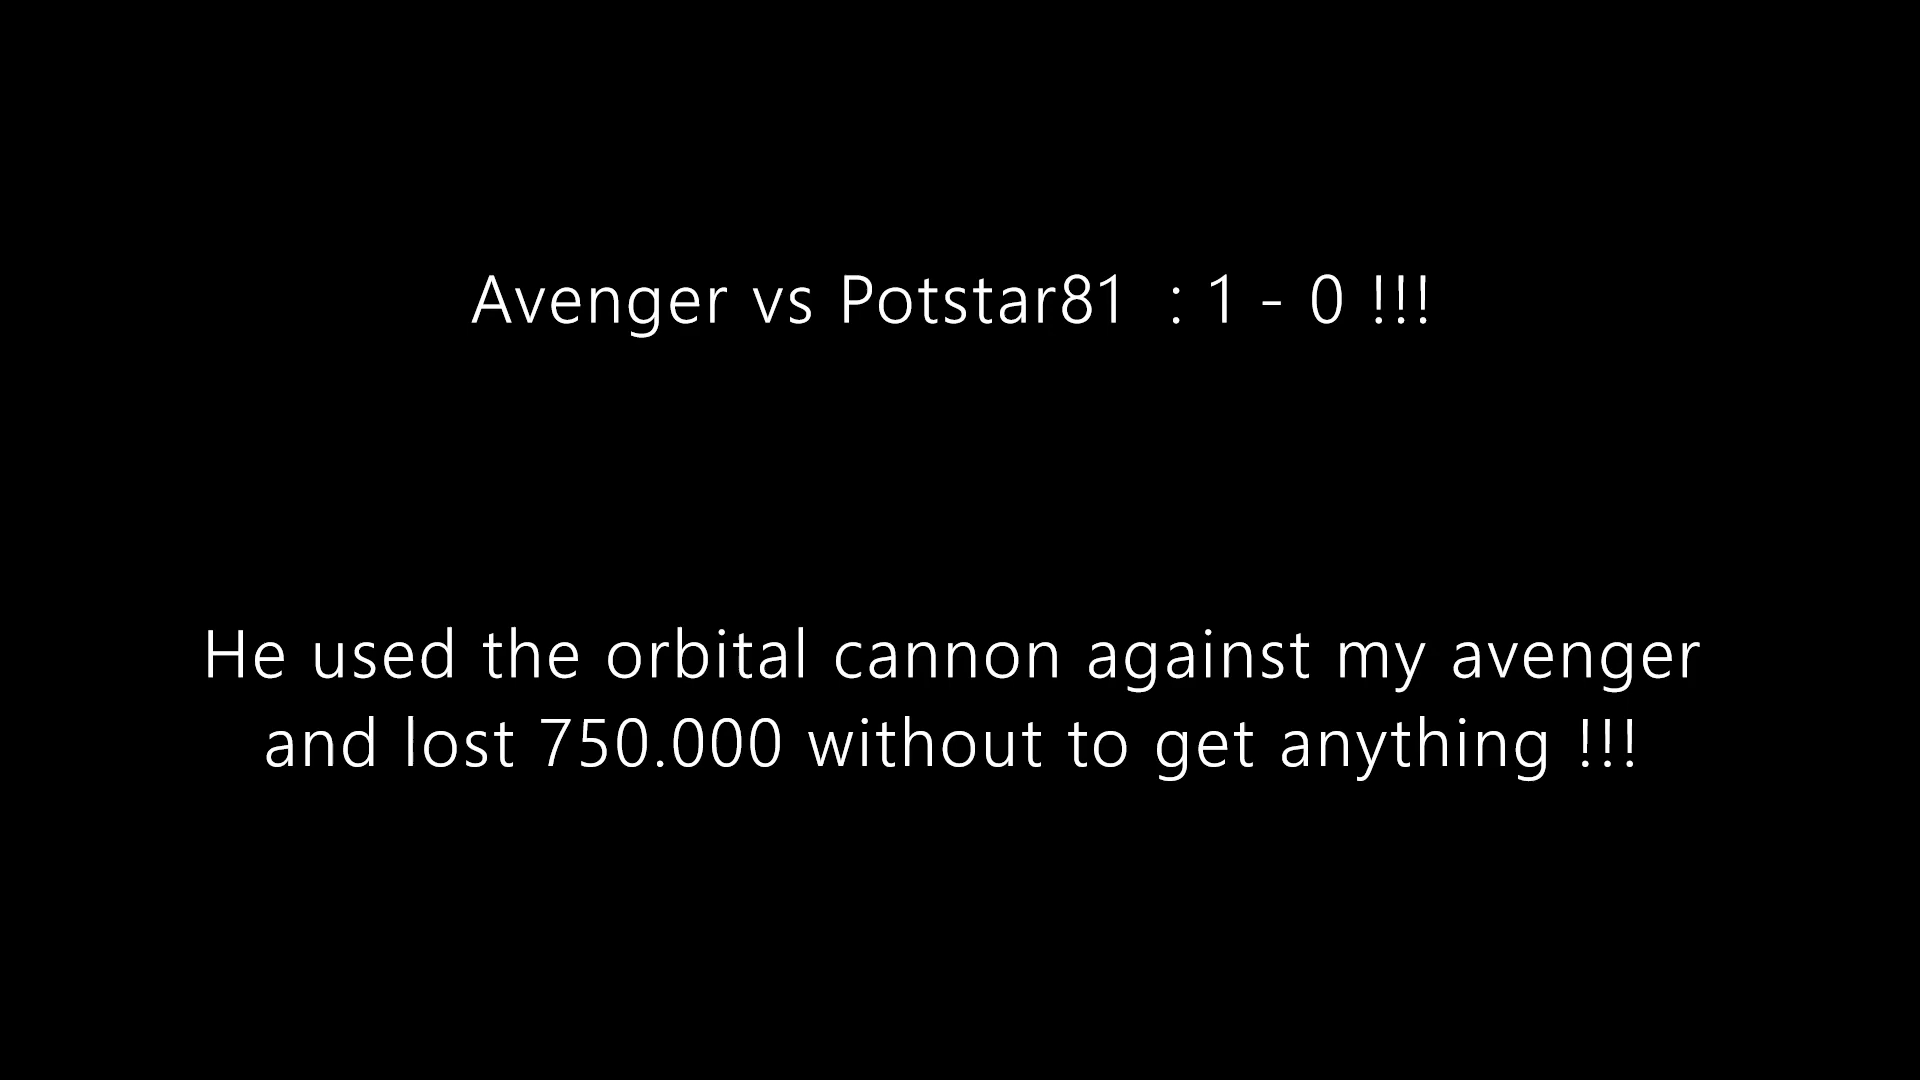 Avenger vs Potstar81  : 1 - 0 !!!
He used the orbital cannon against my avenger
and lost 750.000 without to get anything !!!